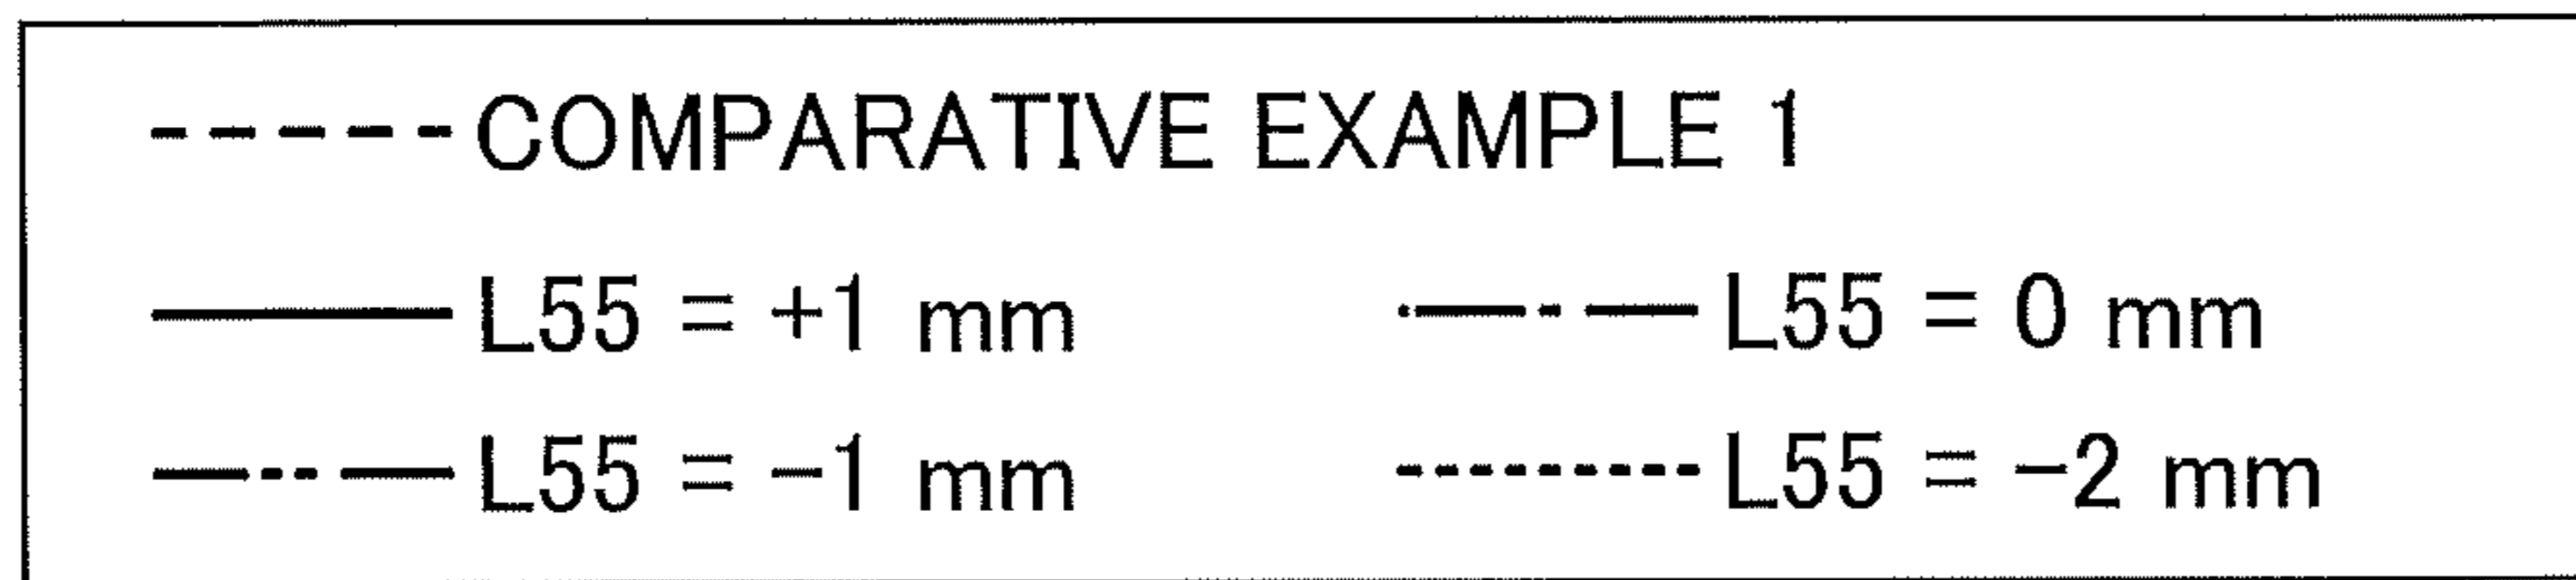 COMPARATIVE EXAMPLE 1
L55 = +1 mm L55 = 0 mm
L55 = −1 mm L55 = −2 mm